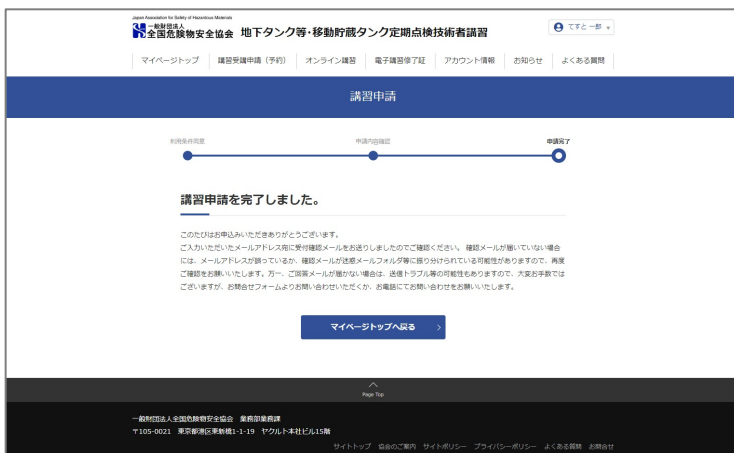 Japan Association for Safety of Hazardous Materials
一般財団法人
全国危険物安全協会 地下タンク等・移動貯蔵タンク定期点検技術者講習
てすと一郎
マイページトップ 講習受講申請（予約） オンライン講習 電子講習修了証 アカウント情報 お知らせ よくある質問
講習申請
利用条件同意 申請内容確認 申請完了
講習申請を完了しました。
このたびはお申込みいただきありがとうございます。
ご入力いただいたメールアドレス宛に受付確認メールをお送りしましたのでご確認ください。 確認メールが届いていない場合
には、メールアドレスが誤っているか、確認メールが迷惑メールフォルダ等に振り分けられている可能性がありますので、再度
ご確認をお願いいたします。万一、ご回答メールが届かない場合は、送信トラブル等の可能性もありますので、大変お手数では
ございますが、お問合せフォームよりお問い合わせいただくか、お電話にてお問い合わせをお願いいたします。
マイページトップへ戻る
Page Top
一般財団法人全国危険物安全協会 業務部業務課
〒105-0021 東京都港区東新橋1-1-19 ヤクルト本社ビル15階
サイトトップ 協会のご案内 サイトポリシー プライバシーポリシー よくある質問 お問合せ